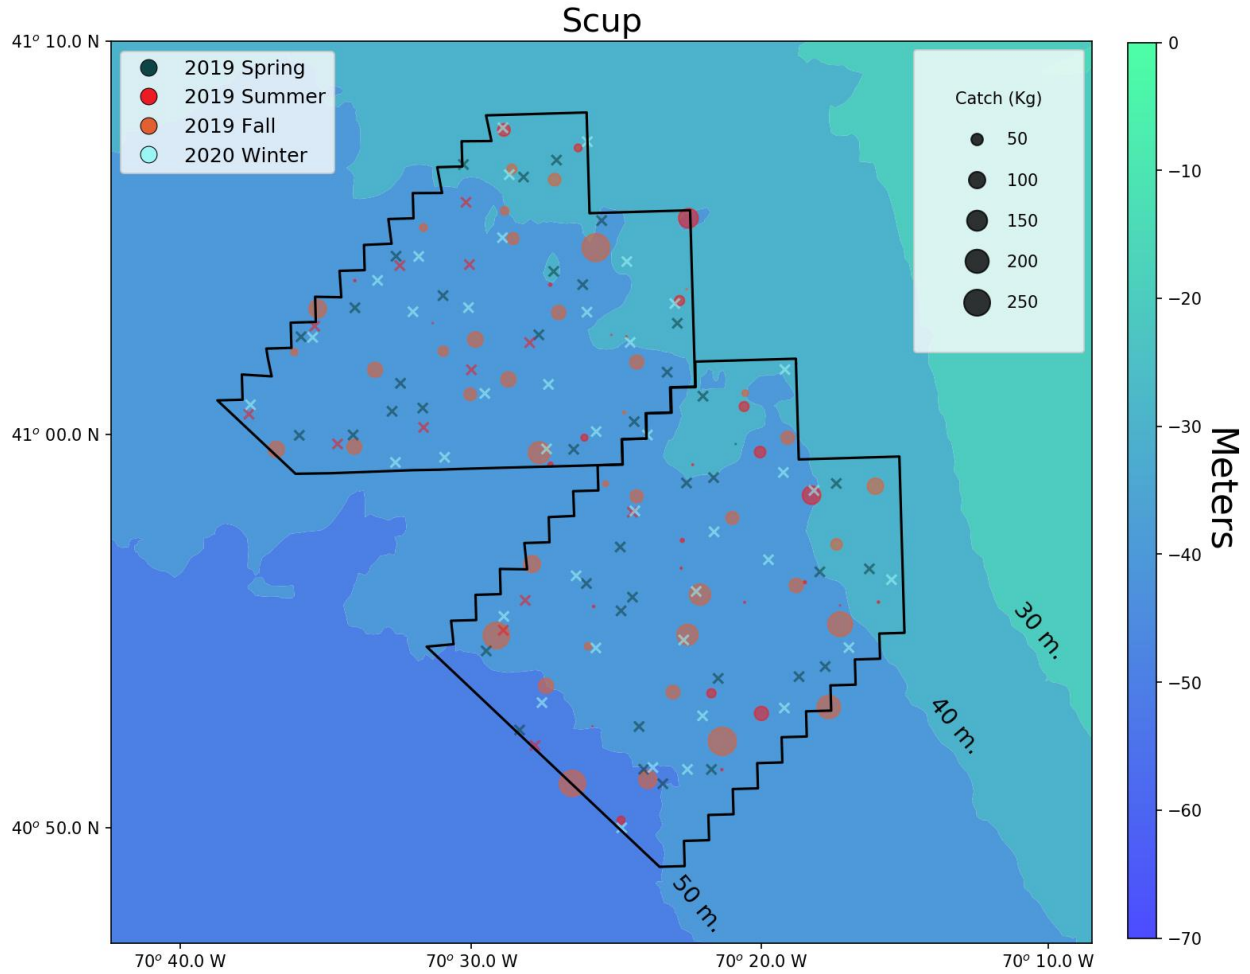 Scup
41° 10.0 N
41° 00.0 N
40° 50.0 N
2019 Spring
2019 Summer
2019 Fall
2020 Winter
Catch (Kg)
50
100
150
200
250
30 m.
40 m.
50 m.
70° 40.0 W
70° 30.0 W
70° 20.0 W
70° 10.0 W
0
−10
−20
−30
−40
−50
−60
−70
Meters